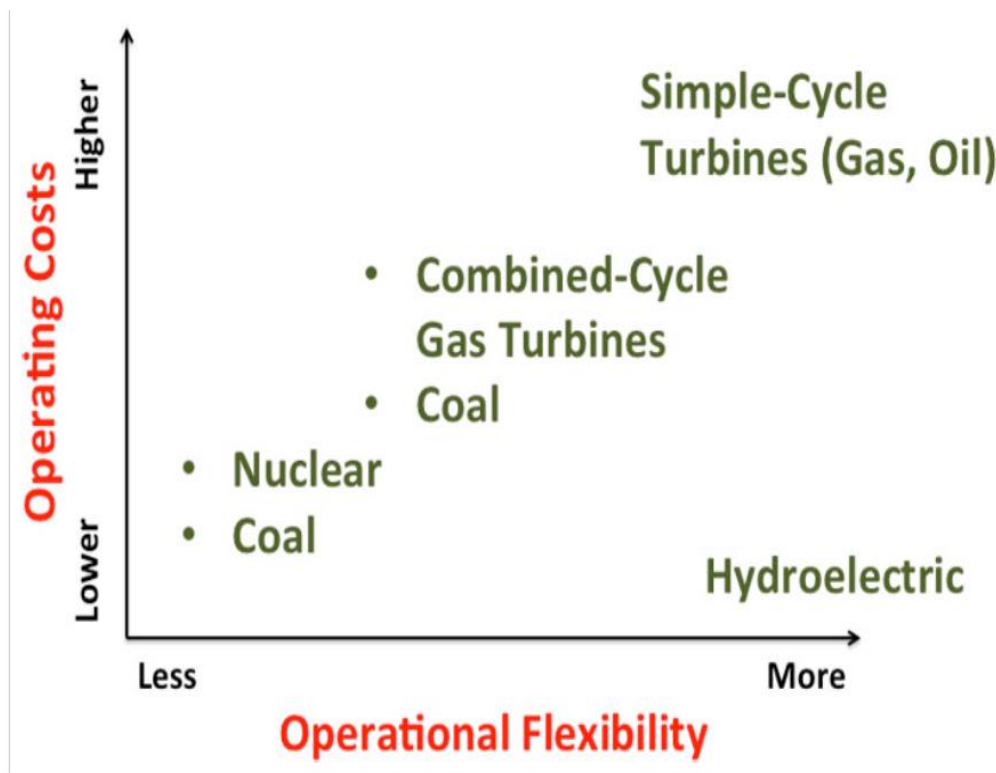 Operating Costs
Higher
Lower
Simple-Cycle
Turbines (Gas, Oil)
• Combined-Cycle
Gas Turbines
• Coal
• Nuclear
• Coal
Hydroelectric
Less
More
Operational Flexibility